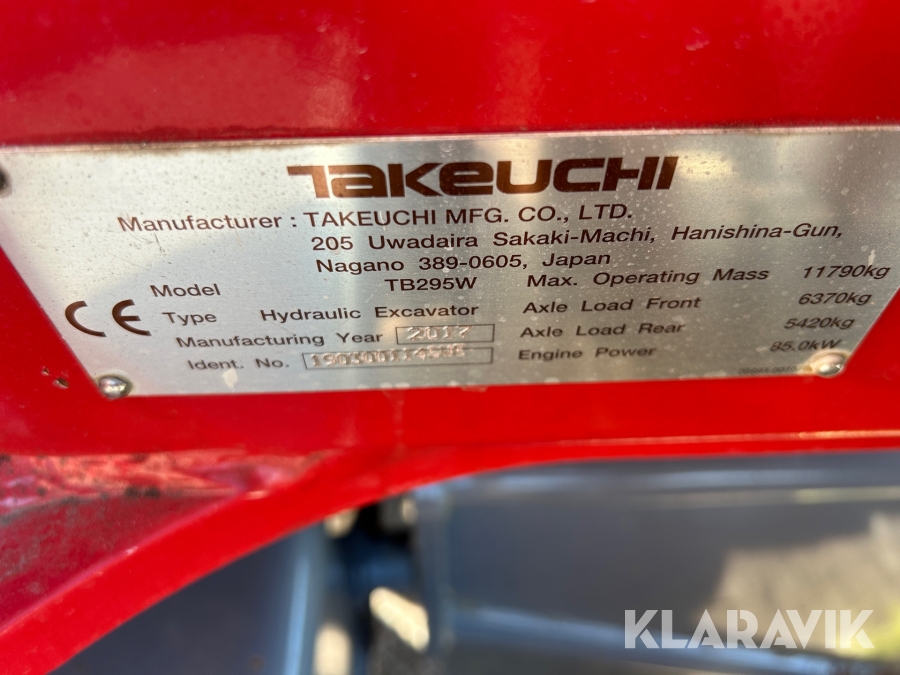 TAKEUCHI
Manufacturer : TAKEUCHI MFG. CO., LTD.
205 Uwadaira Sakaki-Machi, Hanishina-Gun,
Nagano 389-0605, Japan
Model TB295W
Type Hydraulic Excavator
Manufacturing Year 2017
Ident. No.
Max. Operating Mass 11790kg
Axle Load Front 6370kg
Axle Load Rear 5420kg
Engine Power 85.0kW
CE
KLARAVIK